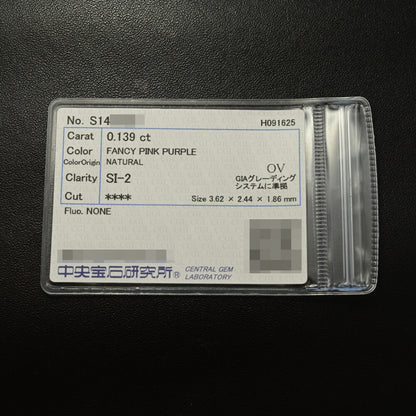 No. S14
H091625
Carat 0.139 ct
Color FANCY PINK PURPLE
ColorOrigin NATURAL
OV
Clarity SI-2
GIAグレーディング
システムに準拠
Cut ****
Size 3.62 × 2.44 × 1.86 mm
Fluo. NONE
中央宝石研究所® CENTRAL GEM
LABORATORY